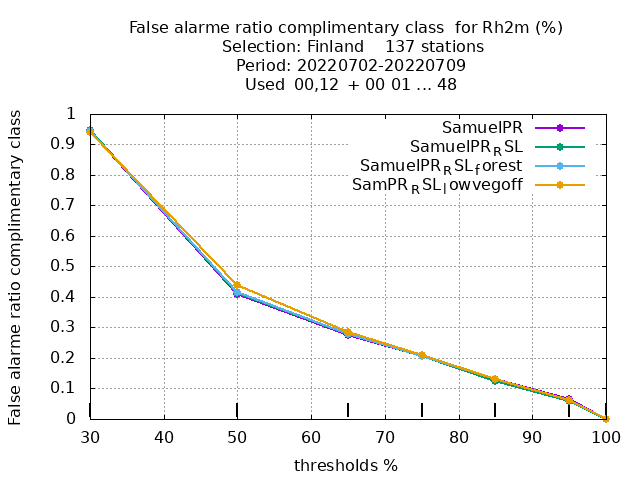 False alarme ratio complimentary class for Rh2m (%)
Selection: Finland 137 stations
Period: 20220702-20220709
Used 00,12 + 00 01 ... 48
False alarme ratio complimentary class
1
0.9
0.8
0.7
0.6
0.5
0.4
0.3
0.2
0.1
0
SamuelPR
SamuelPR_RSL
SamuelPR_RSL_forest
SamPR_RSL_lowvegoff
30 40 50 60 70 80 90 100
thresholds %